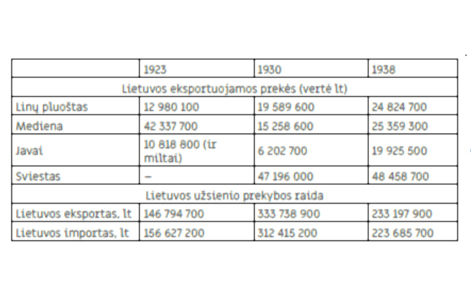 1923 1930 1938
Lietuvos eksportuojamos prekės (vertė lt)
Linų pluoštas 12 980 100 19 589 600 24 824 700
Mediena 42 337 700 15 258 600 25 359 300
Javai 10 818 800 (ir miltai) 6 202 700 19 925 500
Sviestas – 47 196 000 48 458 700
Lietuvos užsienio prekybos raida
Lietuvos eksportas, lt 146 794 700 333 738 900 233 197 900
Lietuvos importas, lt 156 627 200 312 415 200 223 685 700